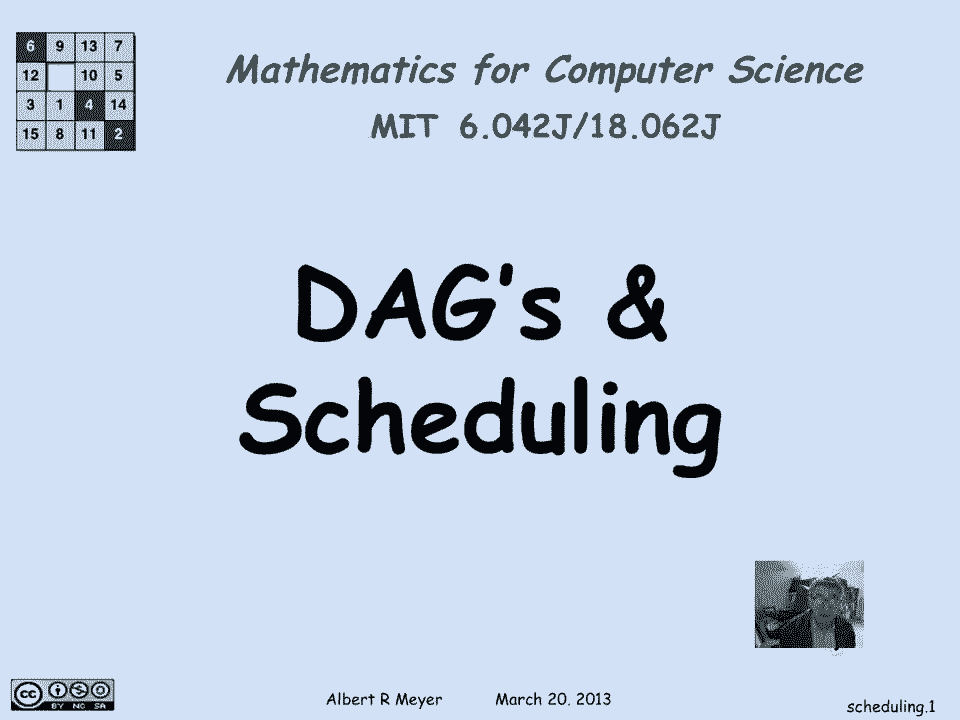 6 9 13 7
12 10 5
3 1 4 14
15 8 11 2
Mathematics for Computer Science
MIT 6.042J/18.062J
DAG's &
Scheduling
cc BY NC SA
Albert R Meyer March 20, 2013
scheduling.1